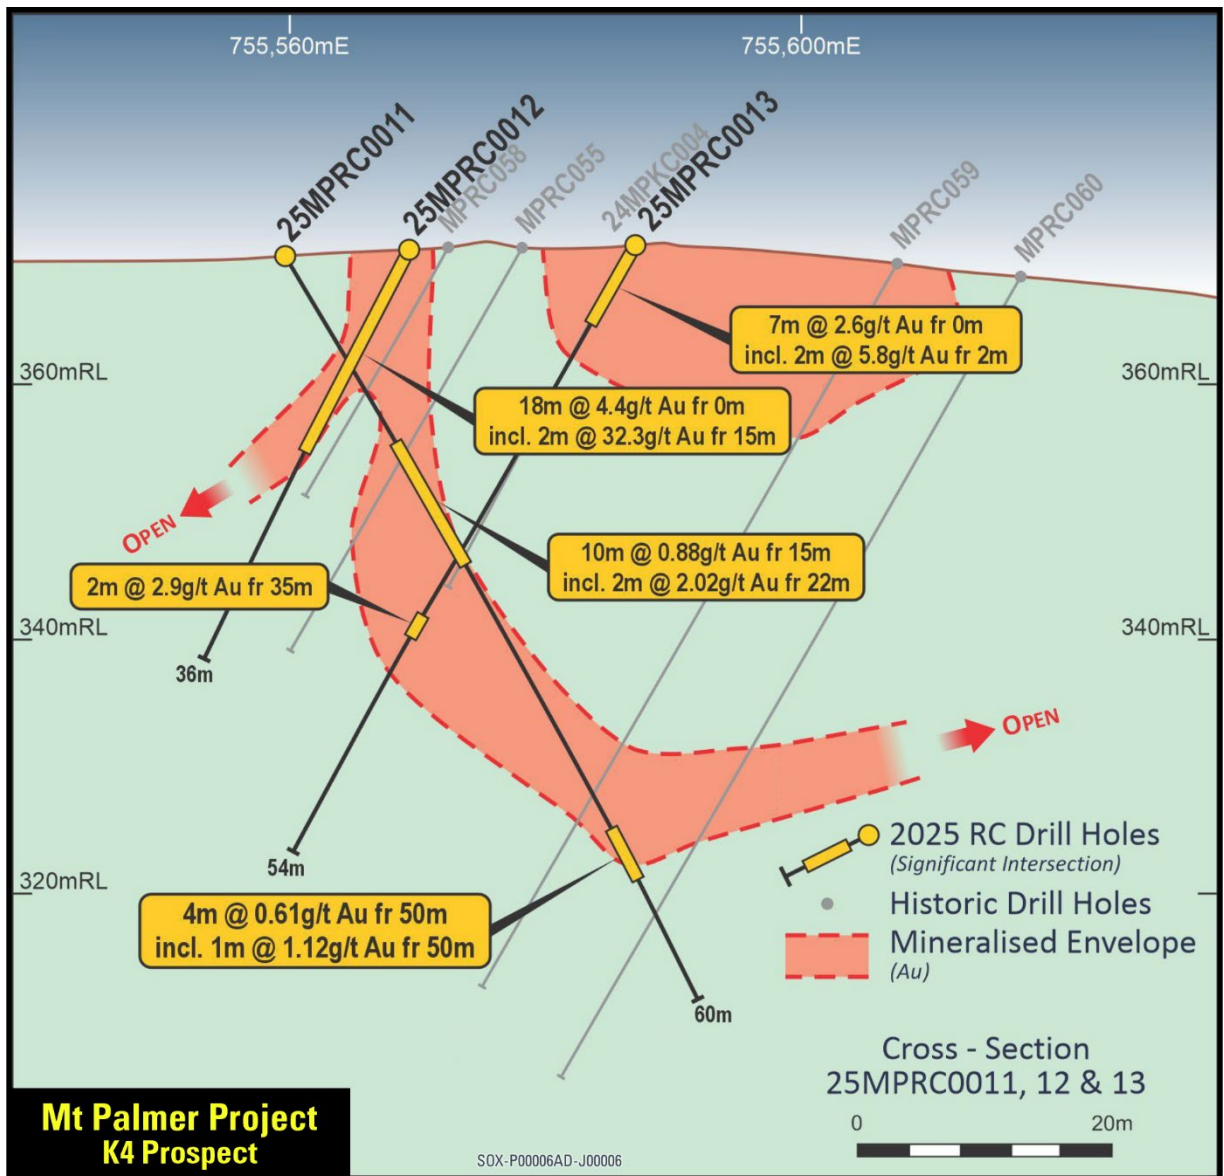 755,560mE
755,600mE
25MPRC0011
25MPRC0012
MPRC058
MPRC055
24MPKC004
25MPRC0013
MPRC059
MPRC060
7m @ 2.6g/t Au fr 0m
incl. 2m @ 5.8g/t Au fr 2m
360mRL
360mRL
18m @ 4.4g/t Au fr 0m
incl. 2m @ 32.3g/t Au fr 15m
OPEN
10m @ 0.88g/t Au fr 15m
incl. 2m @ 2.02g/t Au fr 22m
2m @ 2.9g/t Au fr 35m
340mRL
340mRL
36m
OPEN
54m
320mRL
4m @ 0.61g/t Au fr 50m
incl. 1m @ 1.12g/t Au fr 50m
60m
2025 RC Drill Holes
(Significant Intersection)
Historic Drill Holes
Mineralised Envelope
(Au)
Cross - Section
25MPRC0011, 12 & 13
0 20m
Mt Palmer Project
K4 Prospect
SOX-P00006AD-J00006